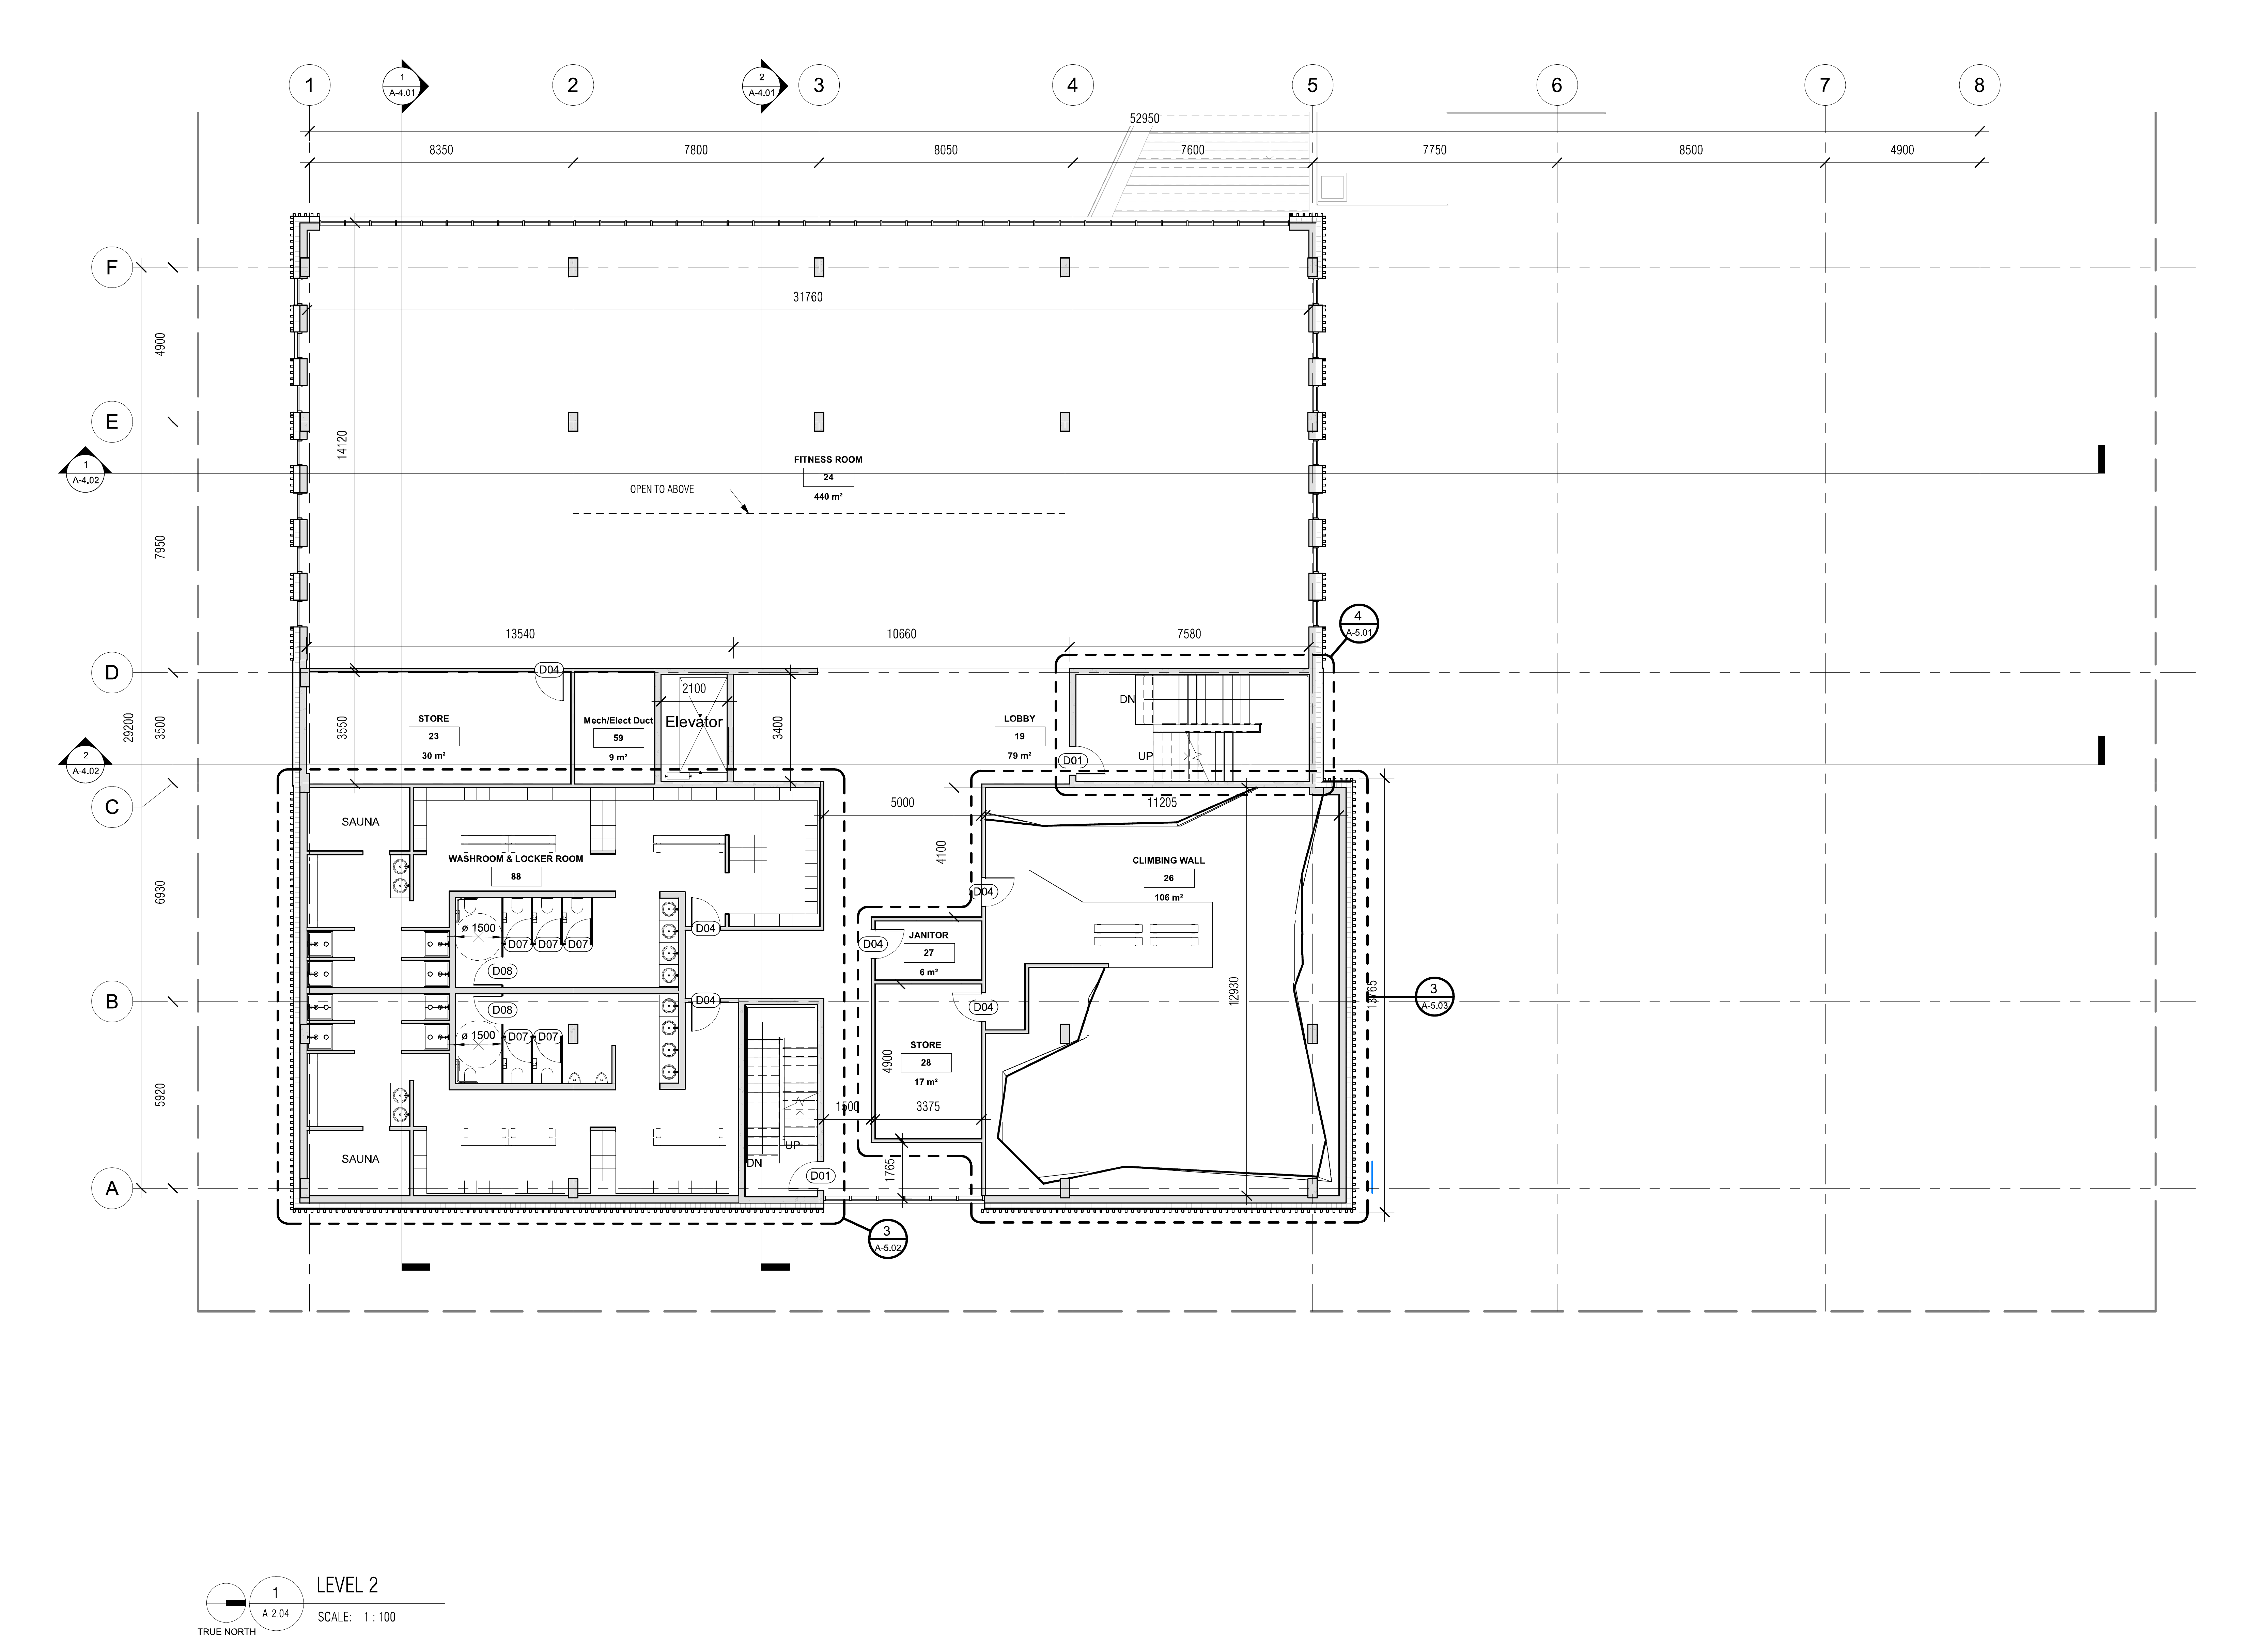 1
1
A-4.01
2
2
A-4.01
3
4
5
6
7
8
52950
8350
7800
8050
7600
7750
8500
4900
F
31760
4900
E
14120
FITNESS ROOM
24
440 m²
OPEN TO ABOVE
1
A-4.02
7950
4
A-5.01
13540
10660
7580
D
D04
2100
DN
STORE
23
30 m²
Mech/Elect Duct
59
9 m²
Elevator
LOBBY
19
79 m²
29200
3500
3550
3400
UP
2
A-4.02
D01
C
5000
11205
SAUNA
4100
WASHROOM & LOCKER ROOM
88
CLIMBING WALL
26
106 m²
6930
D04
ø 1500
D07
D07
D07
D04
D04
JANITOR
27
6 m²
D08
12930
13765
3
A-5.03
B
D08
D04
D04
ø 1500
D07
D07
STORE
28
17 m²
4900
5920
1500
3375
SAUNA
UP
DN
D01
1765
A
3
A-5.02
1
A-2.04
LEVEL 2
SCALE: 1 : 100
TRUE NORTH